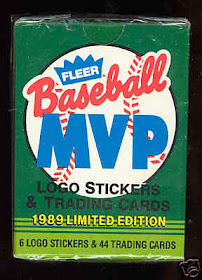 FLEER
Baseball
MVP
LOGO STICKERS
& TRADING CARDS
1989 LIMITED EDITION
6 LOGO STICKERS & 44 TRADING CARDS